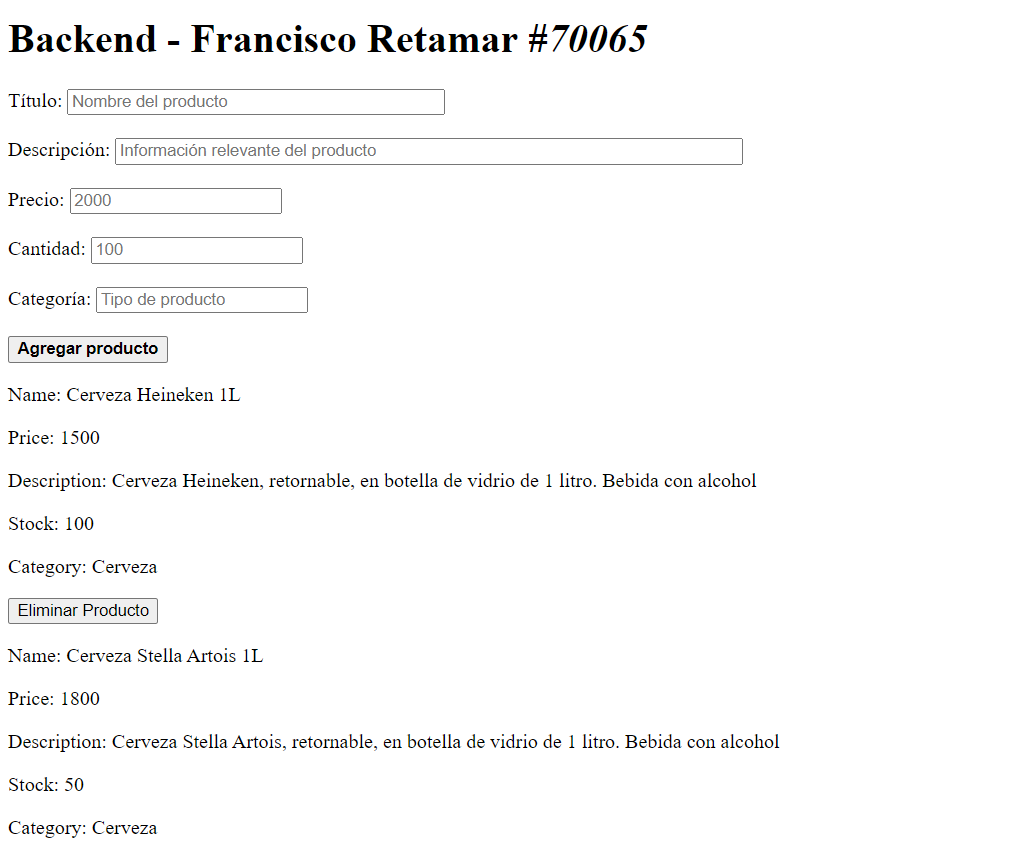 Backend - Francisco Retamar #70065
Título: Nombre del producto
Descripción: Información relevante del producto
Precio: 2000
Cantidad: 100
Categoría: Tipo de producto
Agregar producto
Name: Cerveza Heineken 1L
Price: 1500
Description: Cerveza Heineken, retornable, en botella de vidrio de 1 litro. Bebida con alcohol
Stock: 100
Category: Cerveza
Eliminar Producto
Name: Cerveza Stella Artois 1L
Price: 1800
Description: Cerveza Stella Artois, retornable, en botella de vidrio de 1 litro. Bebida con alcohol
Stock: 50
Category: Cerveza